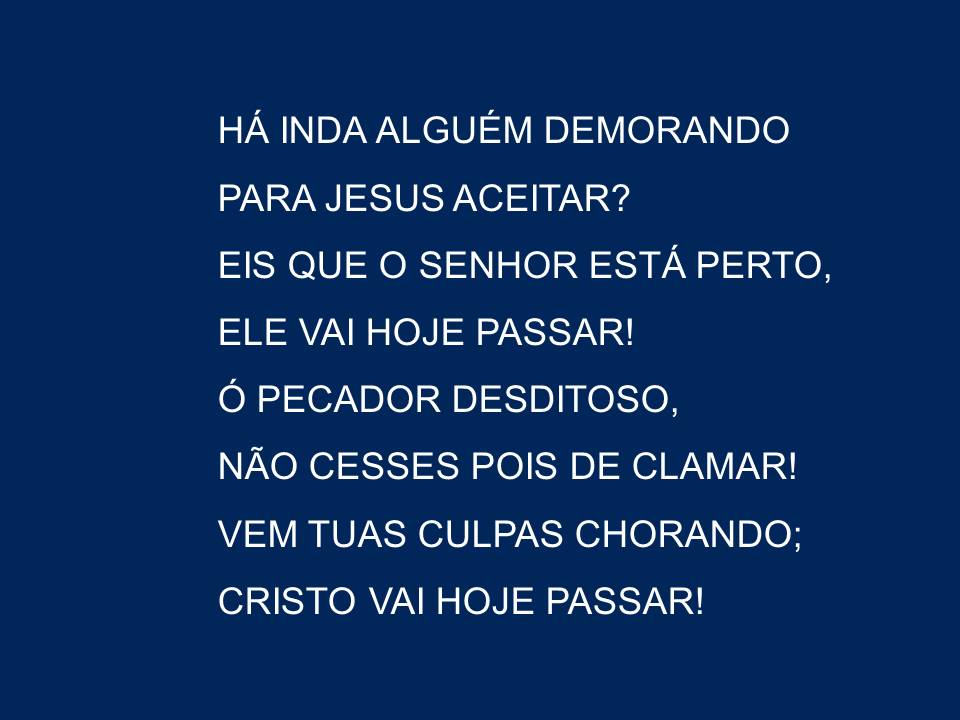 HÁ INDA ALGUÉM DEMORANDO
PARA JESUS ACEITAR?
EIS QUE O SENHOR ESTÁ PERTO,
ELE VAI HOJE PASSAR!
Ó PECADOR DESDITOSO,
NÃO CESSES POIS DE CLAMAR!
VEM TUAS CULPAS CHORANDO;
CRISTO VAI HOJE PASSAR!